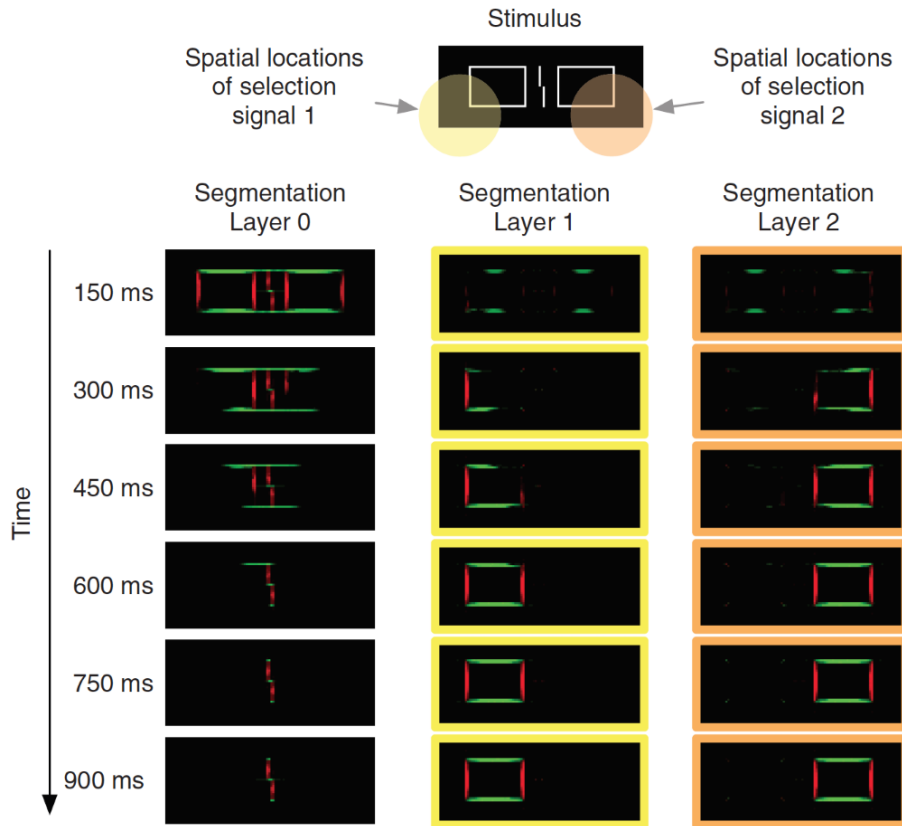 Stimulus
Spatial locations
of selection
signal 1
Spatial locations
of selection
signal 2
Segmentation
Layer 0
Segmentation
Layer 1
Segmentation
Layer 2
Time
150 ms
300 ms
450 ms
600 ms
750 ms
900 ms